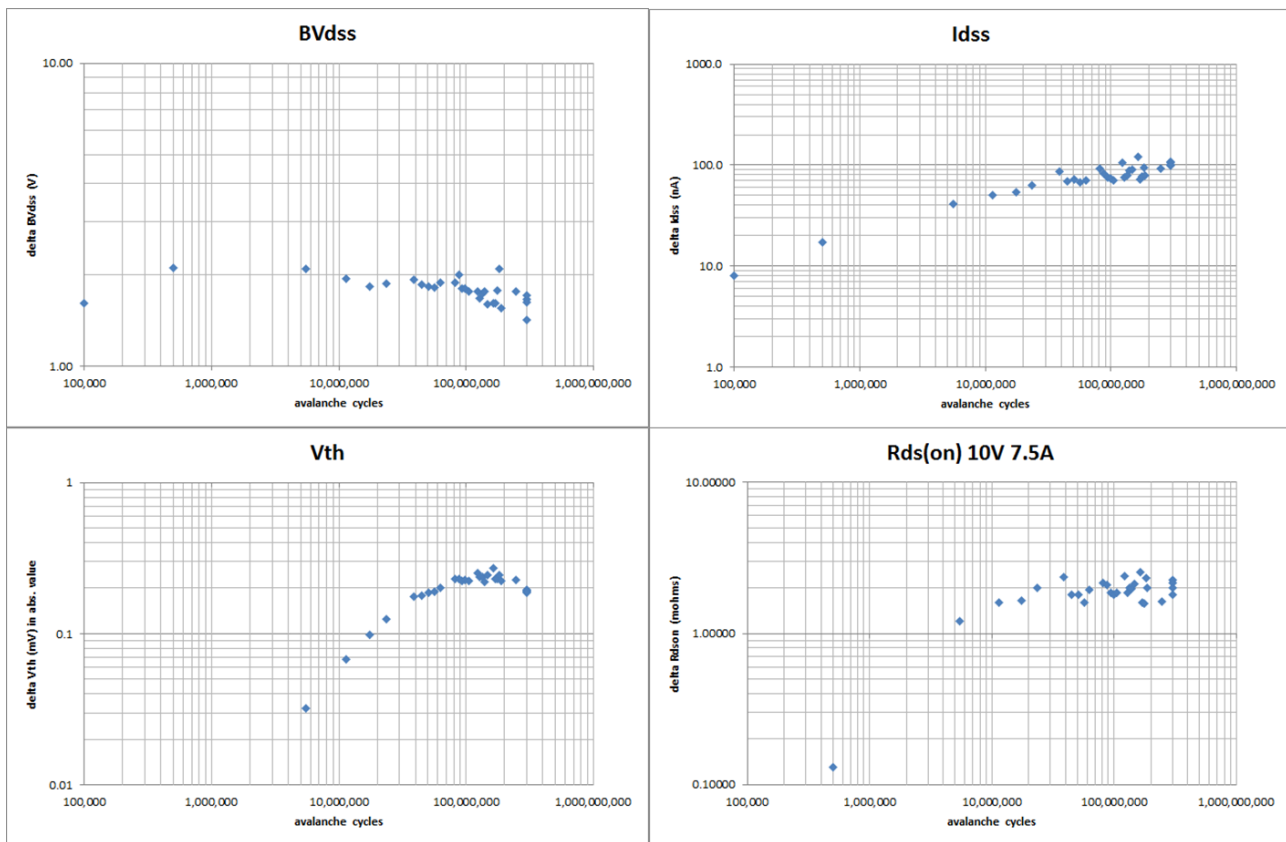 BVdss
10.00
delta BVdss (V)
1.00
100,000 1,000,000 10,000,000 100,000,000 1,000,000,000
avalanche cycles
Idss
1000.0
100.0
delta Idss (nA)
10.0
1.0
100,000 1,000,000 10,000,000 100,000,000 1,000,000,000
avalanche cycles
Vth
1
delta Vth (mV) in abs. value
0.1
0.01
100,000 1,000,000 10,000,000 100,000,000 1,000,000,000
avalanche cycles
Rds(on) 10V 7.5A
10.00000
delta Rdson (mohms)
1.00000
0.10000
100,000 1,000,000 10,000,000 100,000,000 1,000,000,000
avalanche cycles